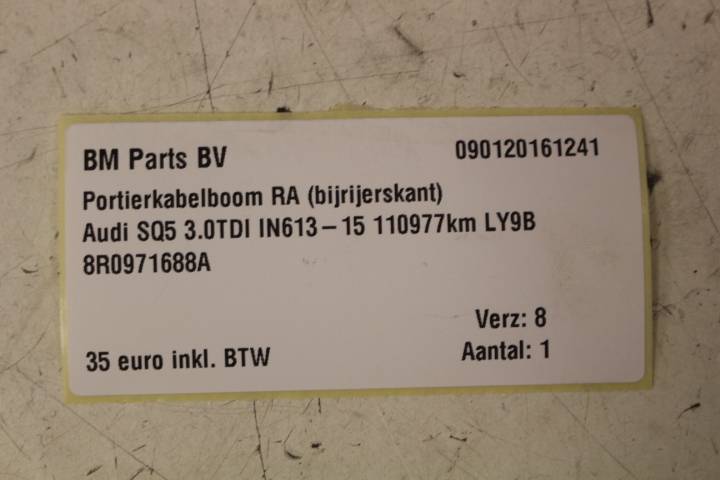 BM Parts BV 090120161241
Portierkabelboom RA (bijrijerskant)
Audi SQ5 3.0TDI IN613-15 110977km LY9B
8R0971688A
Verz: 8
35 euro inkl. BTW Aantal: 1